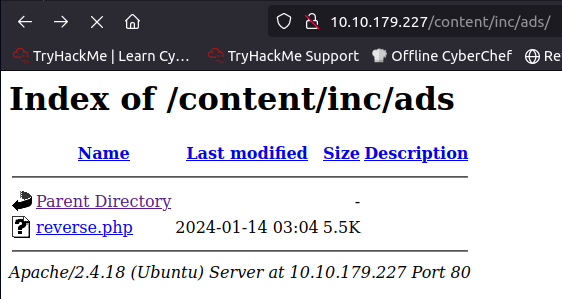 10.10.179.227/content/inc/ads/
TryHackMe | Learn Cy… TryHackMe Support Offline CyberChef Re
Index of /content/inc/ads
Name Last modified Size Description
Parent Directory -
reverse.php 2024-01-14 03:04 5.5K
Apache/2.4.18 (Ubuntu) Server at 10.10.179.227 Port 80